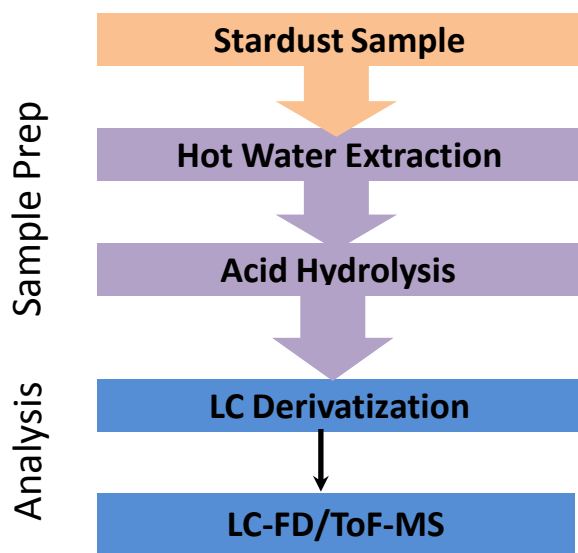 Stardust Sample
Hot Water Extraction
Acid Hydrolysis
LC Derivatization
LC-FD/ToF-MS
Sample Prep
Analysis